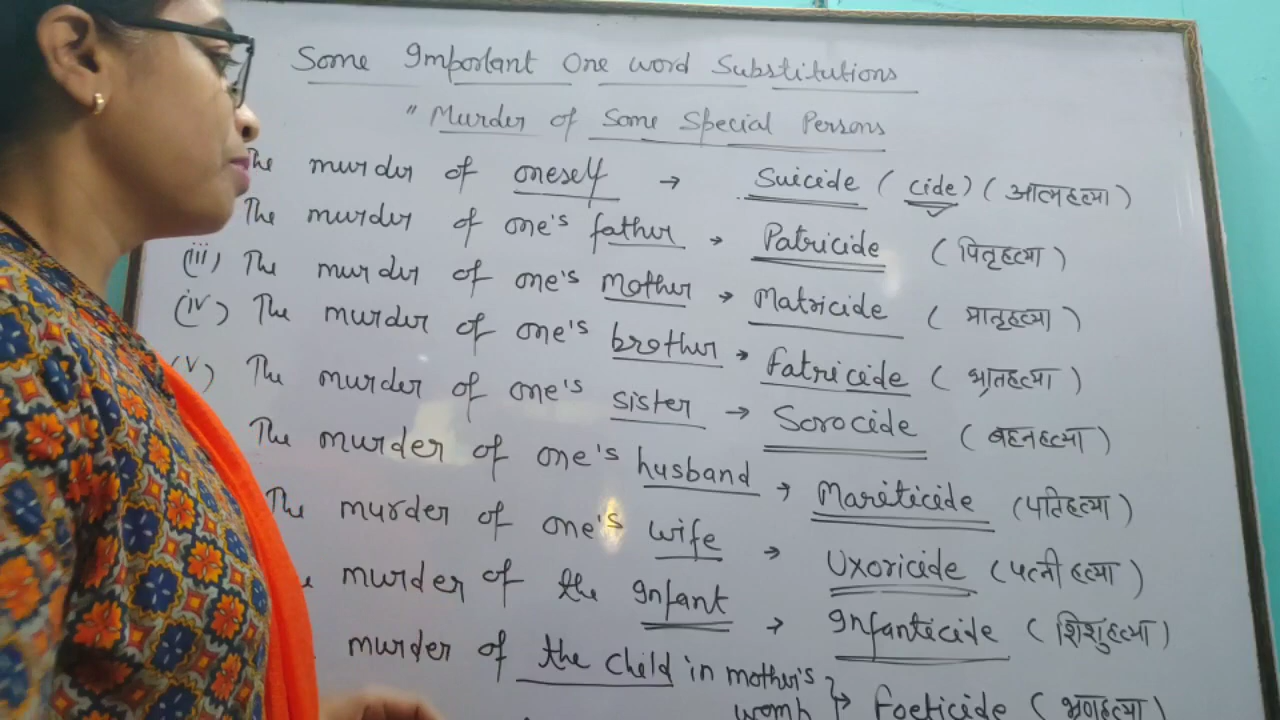 Some Important One word Substitutions
" Murder of Some Special Persons
The murder of oneself → Suicide ( cide ) ( आत्महत्या )
The murder of one's father → Patricide ( पितृहत्या )
(iii) The murder of one's Mother → Matricide ( मातृहत्या )
(iv) The murder of one's brother → Fatricide ( भ्रातृहत्या )
(v) The murder of one's sister → Sorocide ( बहनहत्या )
The murder of one's husband → Mariticide ( पतिहत्या )
The murder of one's wife → Uxoricide ( पत्नी हत्या )
murder of the Infant → Infanticide ( शिशुहत्या )
murder of the child in mother's
womb → Foeticide ( भ्रूणहत्या )